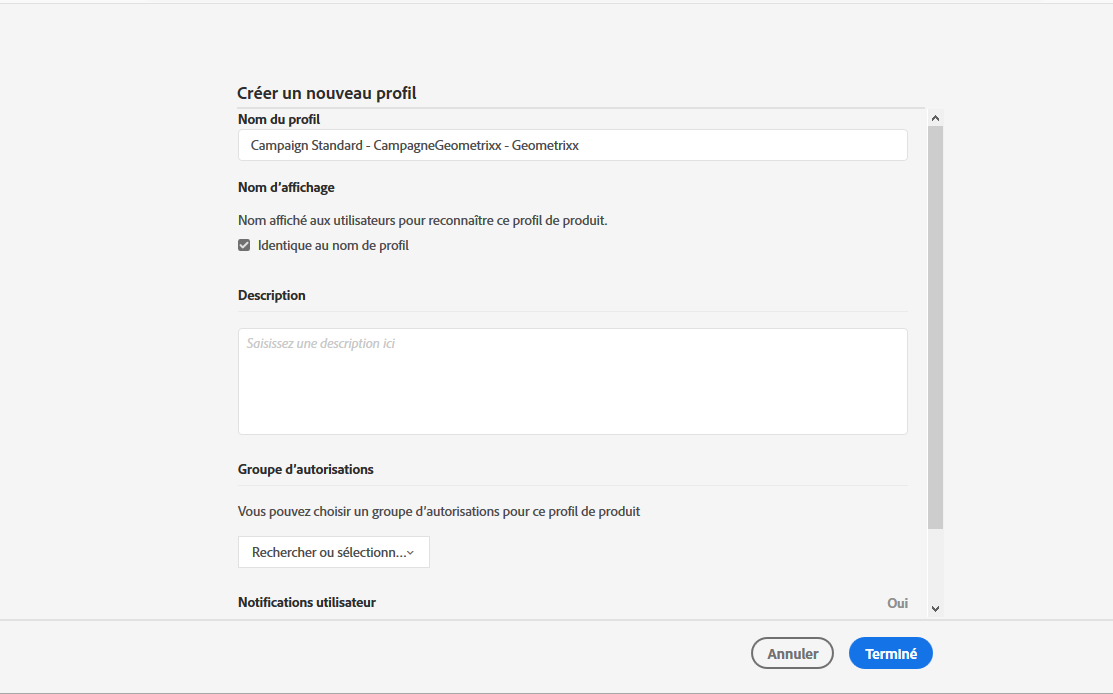 Créer un nouveau profil
Nom du profil
Campaign Standard - CampagneGeometrixx - Geometrixx
Nom d'affichage
Nom affiché aux utilisateurs pour reconnaître ce profil de produit.
Identique au nom de profil
Description
Saisissez une description ici
Groupe d'autorisations
Vous pouvez choisir un groupe d'autorisations pour ce profil de produit
Rechercher ou sélectionn...
Notifications utilisateur
Oui
Annuler
Terminé